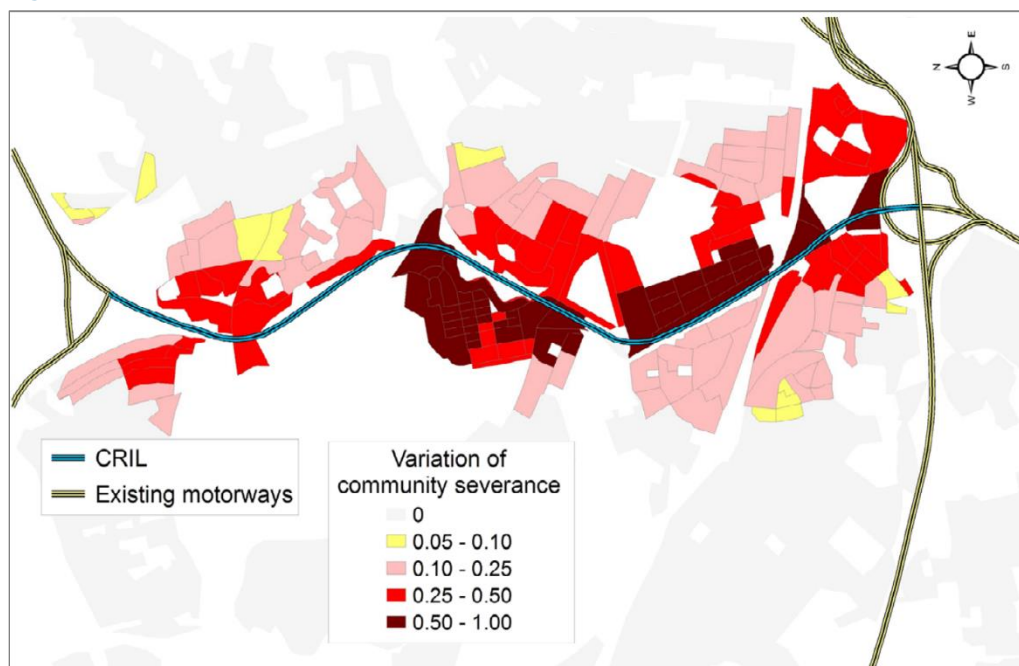 E
N
S
W
CRIL
Existing motorways
Variation of
community severance
0
0.05 - 0.10
0.10 - 0.25
0.25 - 0.50
0.50 - 1.00